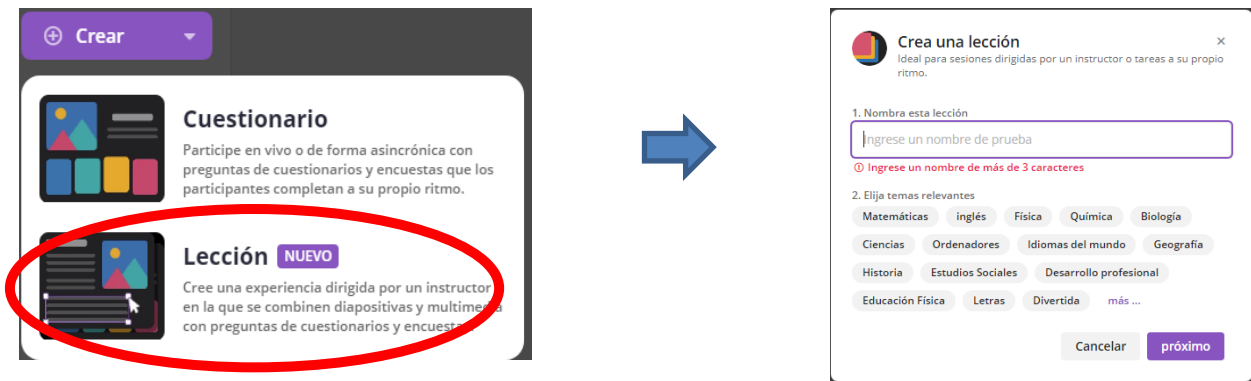 Crear
Cuestionario
Participe en vivo o de forma asincrónica con
preguntas de cuestionarios y encuestas que los
participantes completan a su propio ritmo.
Lección NUEVO
Cree una experiencia dirigida por un instructor
en la que se combinen diapositivas y multimedia
con preguntas de cuestionarios y
Crea una lección
Ideal para sesiones dirigidas por un instructor o tareas a su propio
ritmo.
1. Nombra esta lección
Ingrese un nombre de prueba
Ingrese un nombre de más de 3 caracteres
2. Elija temas relevantes
Matemáticas inglés Física Química Biología
Ciencias Ordenadores Idiomas del mundo Geografía
Historia Estudios Sociales Desarrollo profesional
Educación Física Letras Divertida más ...
Cancelar próximo